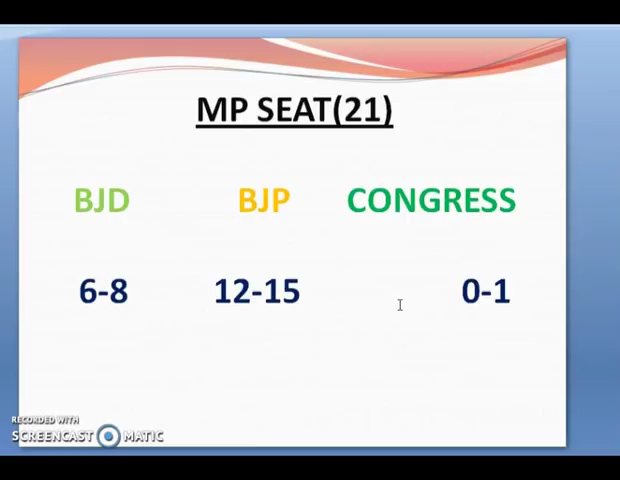 MP SEAT(21)
BJD BJP CONGRESS
6-8 12-15 0-1
RECORDED WITH
SCREENCAST MATIC